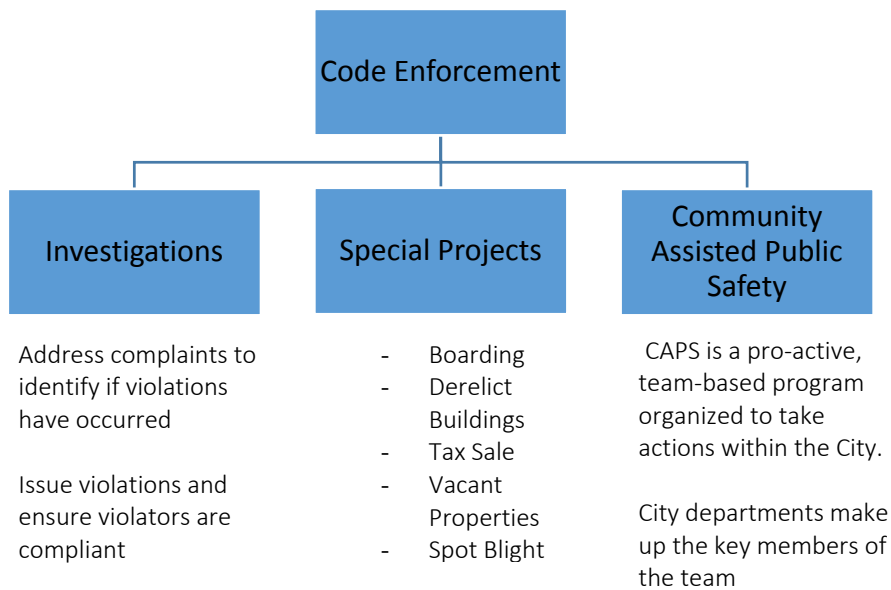 Code Enforcement
Investigations
Special Projects
Community
Assisted Public
Safety
Address complaints to
identify if violations
have occurred
Issue violations and
ensure violators are
compliant
- Boarding
- Derelict
Buildings
- Tax Sale
- Vacant
Properties
- Spot Blight
CAPS is a pro-active,
team-based program
organized to take
actions within the City.
City departments make
up the key members of
the team